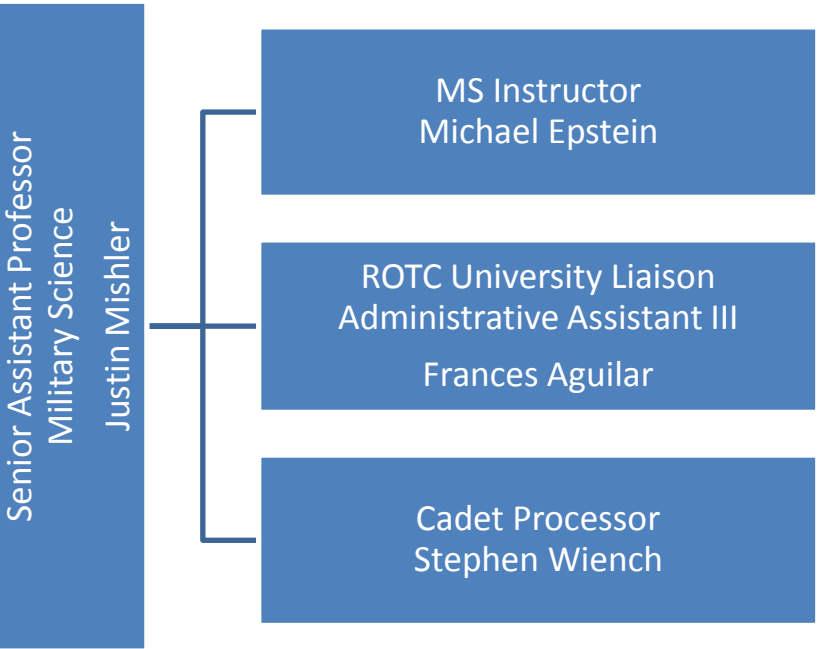 Senior Assistant Professor
Military Science
Justin Mishler
MS Instructor
Michael Epstein
ROTC University Liaison
Administrative Assistant III
Frances Aguilar
Cadet Processor
Stephen Wiench